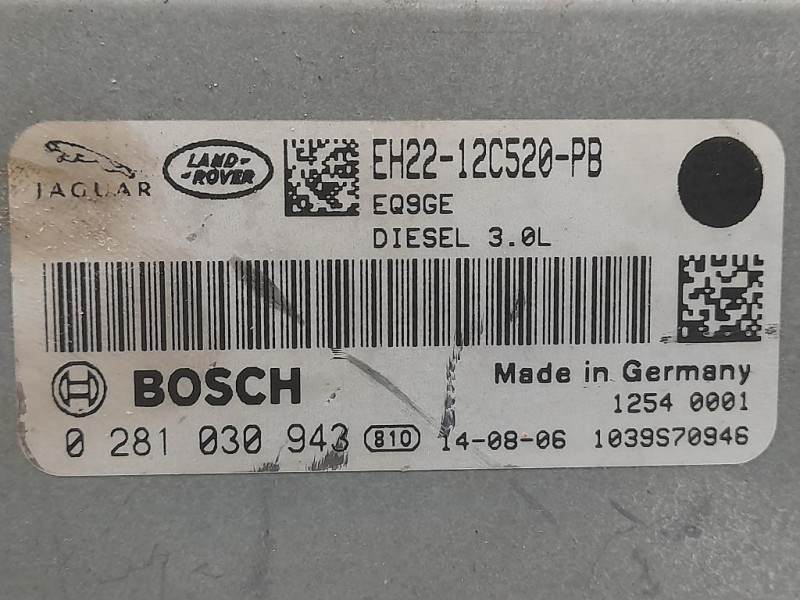 JAGUAR
LAND-
-ROVER
EH22-12C520-PB
EQ9GE
DIESEL 3.0L
BOSCH
Made in Germany
1254 0001
0 281 030 943 810 14-08-06 1039S70946